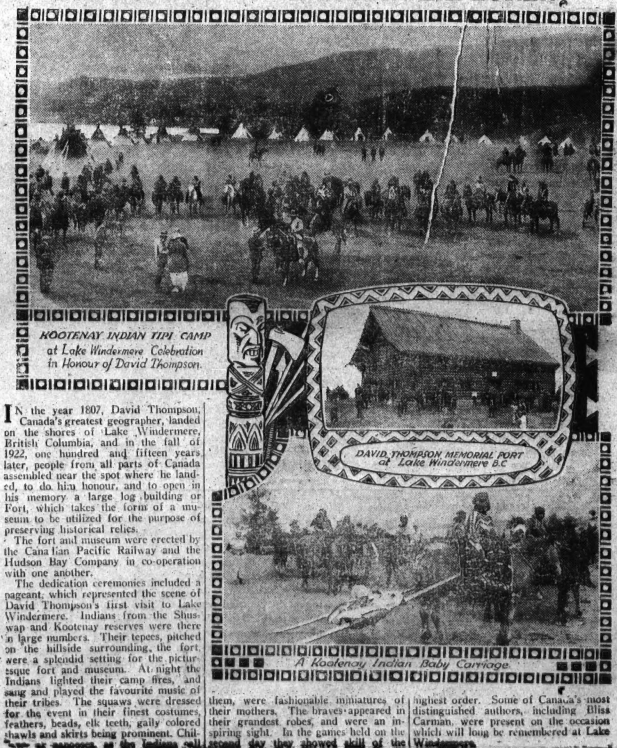 KOOTENAY INDIAN TIPI CAMP
at Lake Windermere Celebration
in Honour of David Thompson.
DAVID THOMPSON MEMORIAL FORT
at Lake Windermere B.C
IN the year 1807, David Thompson,
Canada's greatest geographer, landed
on the shores of Lake Windermere,
British Columbia, and in the fall of
1922, one hundred and fifteen years
later, people from all parts of Canada
assembled near the spot where he land-
ed, to do him honour, and to open in
his memory a large log building or
Fort, which takes the form of a mu-
seum to be utilized for the purpose of
preserving historical relics.
The fort and museum were erected by
the Canadian Pacific Railway and the
Hudson Bay Company in co-operation
with one another.
The dedication ceremonies included a
pageant, which represented the scene of
David Thompson's first visit to Lake
Windermere. Indians from the Shus-
wap and Kootenay reserves were there
in large numbers. Their tepees, pitched
on the hillside surrounding the fort,
were a splendid setting for the pictur-
esque fort and museum. At night the
Indians lighted their camp fires, and
sang and played the favourite music of
their tribes. The squaws were dressed
for the event in their finest costumes,
feathers, beads, elk teeth, gaily colored
shawls and skirts being prominent. Chil-
as the Indians call
A Kootenay Indian Baby Carriage.
them, were fashionable miniatures of
their mothers. The braves appeared in
their grandest robes, and were an in-
spiring sight. In the games held on the
second day they showed skill of the
highest order. Some of Canada's most
distinguished authors, including Bliss
Carman, were present on the occasion
which will long be remembered at Lake
Windermere.